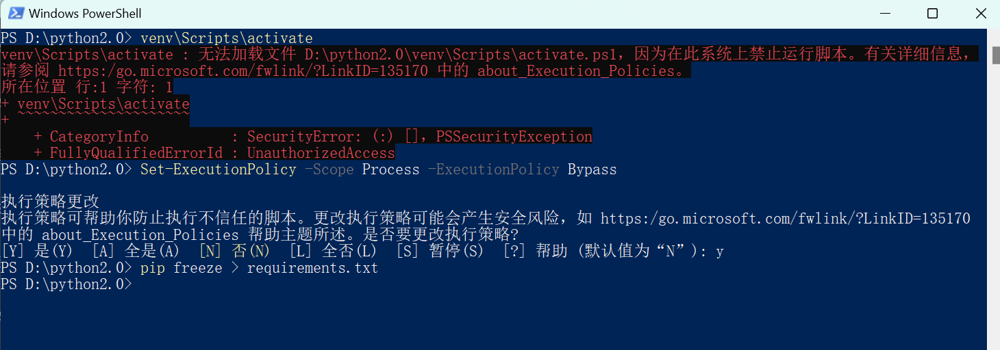 Windows PowerShell
PS D:\python2.0> venv\Scripts\activate
venv\Scripts\activate : 无法加载文件 D:\python2.0\venv\Scripts\activate.ps1，因为在此系统上禁止运行脚本。有关详细信息，
请参阅 https:/go.microsoft.com/fwlink/?LinkID=135170 中的 about_Execution_Policies。
所在位置 行:1 字符: 1
+ venv\Scripts\activate
+ ~~~~~~~~~~~~~~~~~~~~~
    + CategoryInfo          : SecurityError: (:) []，PSSecurityException
    + FullyQualifiedErrorId : UnauthorizedAccess
PS D:\python2.0> Set-ExecutionPolicy -Scope Process -ExecutionPolicy Bypass
执行策略更改
执行策略可帮助你防止执行不信任的脚本。更改执行策略可能会产生安全风险，如 https:/go.microsoft.com/fwlink/?LinkID=135170
中的 about_Execution_Policies 帮助主题所述。是否要更改执行策略?
[Y] 是(Y)  [A] 全是(A)  [N] 否(N)  [L] 全否(L)  [S] 暂停(S)  [?] 帮助 (默认值为“N”): y
PS D:\python2.0> pip freeze > requirements.txt
PS D:\python2.0>